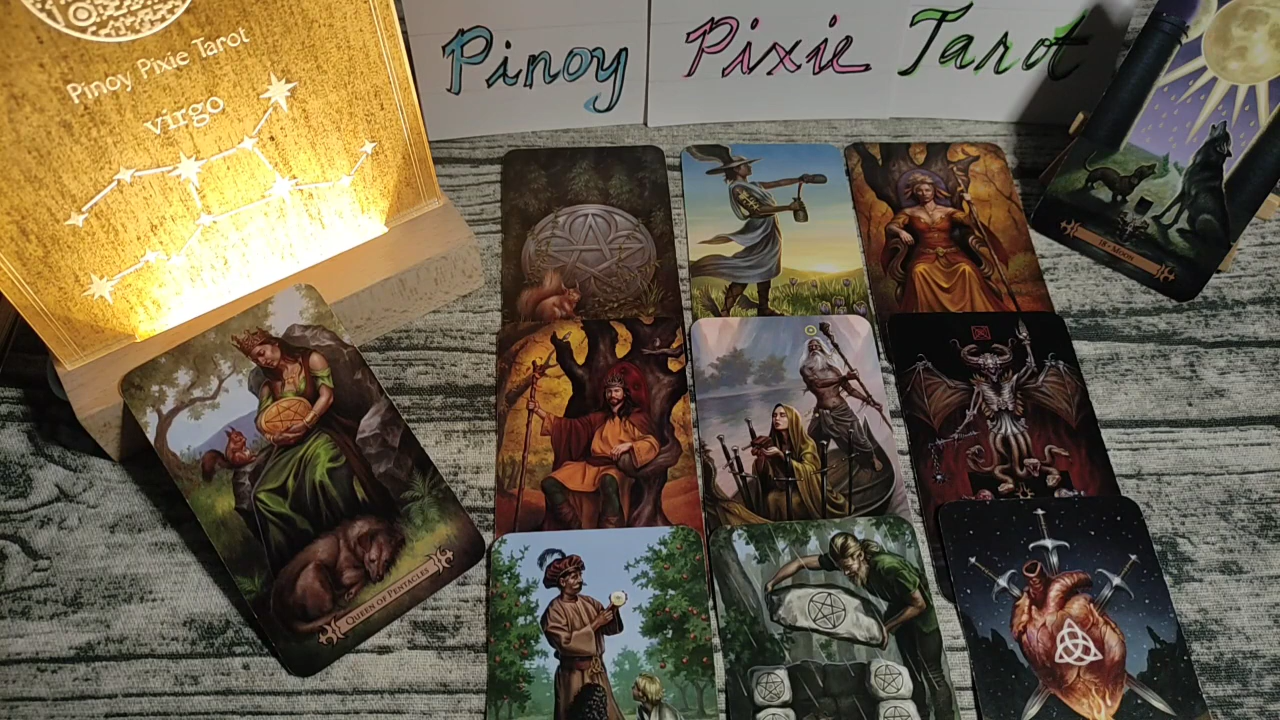 Pinoy Pixie Tarot
virgo
Pinoy Pixie Tarot
Queen of Pentacles
18 • Moon